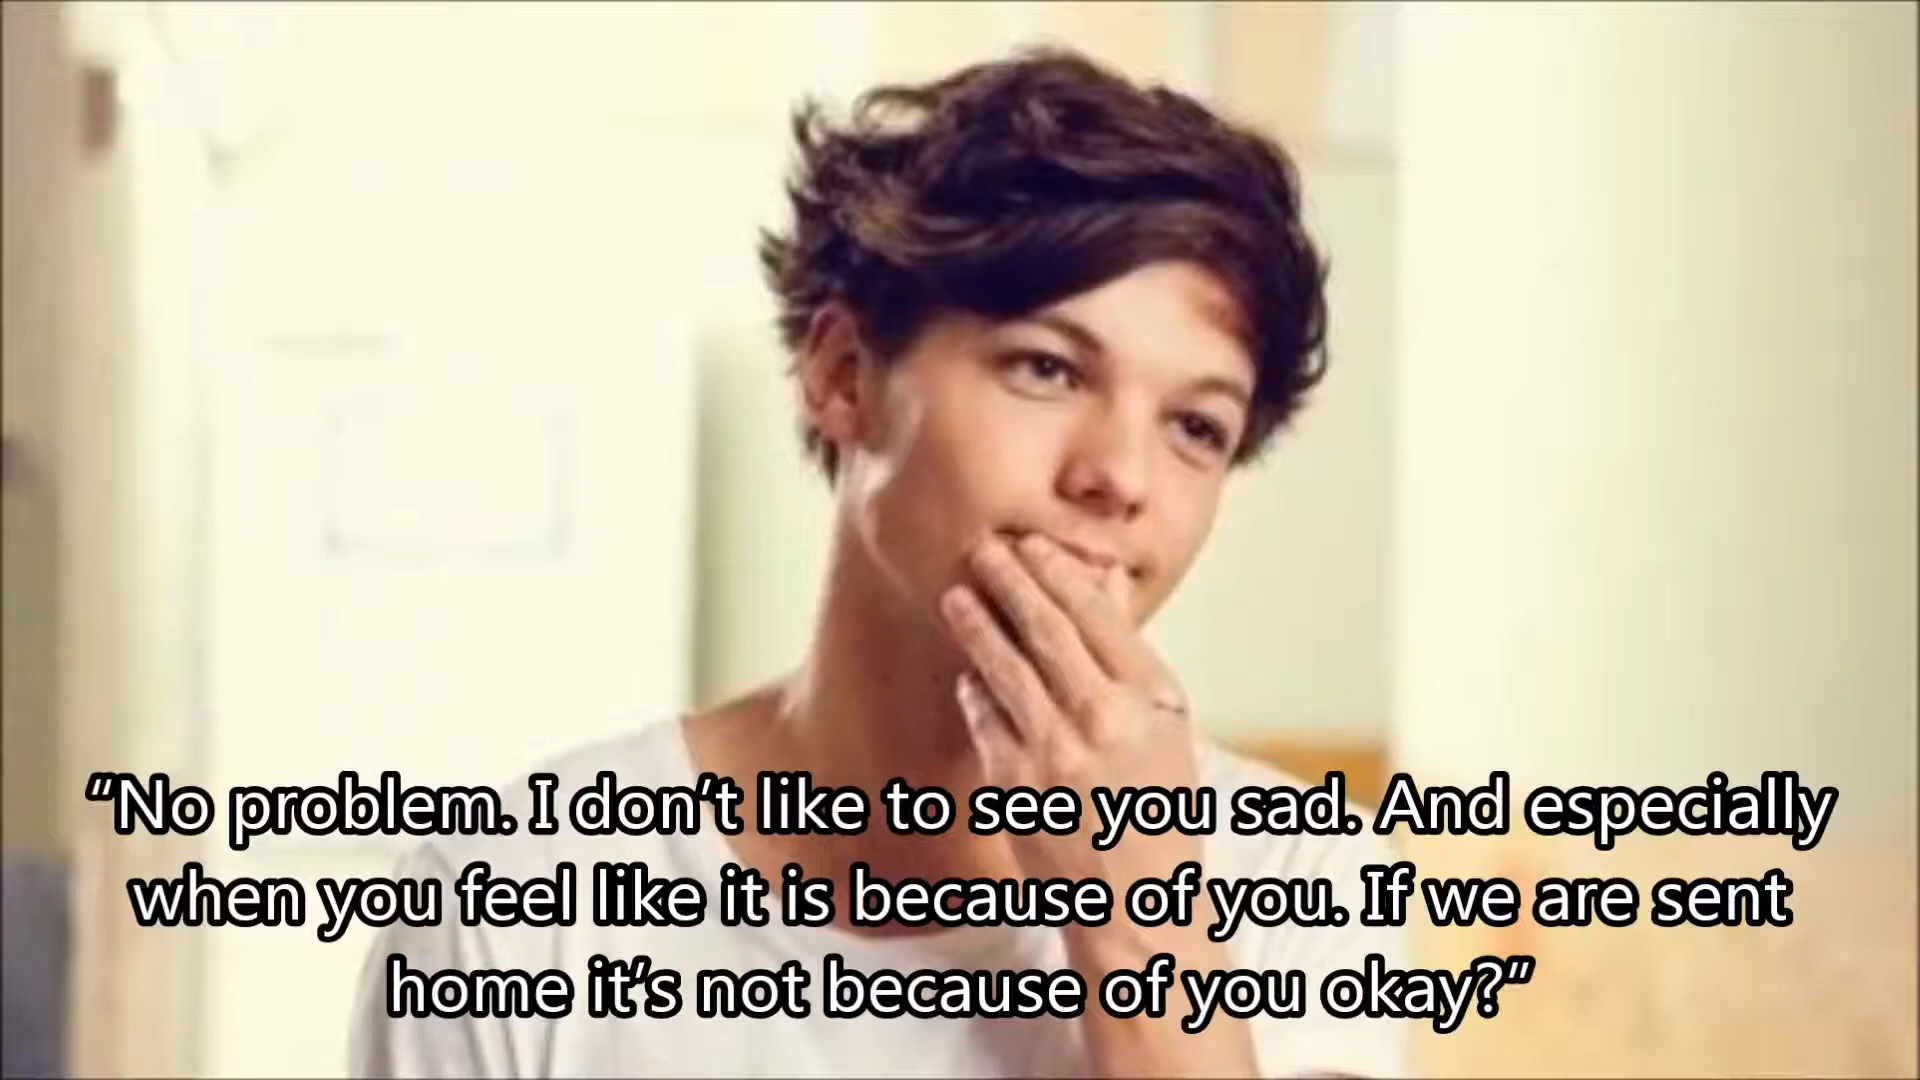 “No problem. I don’t like to see you sad. And especially
when you feel like it is because of you. If we are sent
home it’s not because of you okay?”